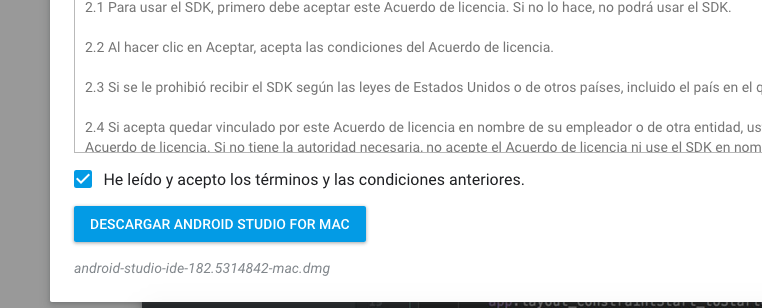 2.1 Para usar el SDK, primero debe aceptar este Acuerdo de licencia. Si no lo hace, no podrá usar el SDK.
2.2 Al hacer clic en Aceptar, acepta las condiciones del Acuerdo de licencia.
2.3 Si se le prohibió recibir el SDK según las leyes de Estados Unidos o de otros países, incluido el país en el q
2.4 Si acepta quedar vinculado por este Acuerdo de licencia en nombre de su empleador o de otra entidad, us
Acuerdo de licencia. Si no tiene la autoridad necesaria, no acepte el Acuerdo de licencia ni use el SDK en nom
He leído y acepto los términos y las condiciones anteriores.
DESCARGAR ANDROID STUDIO FOR MAC
android-studio-ide-182.5314842-mac.dmg